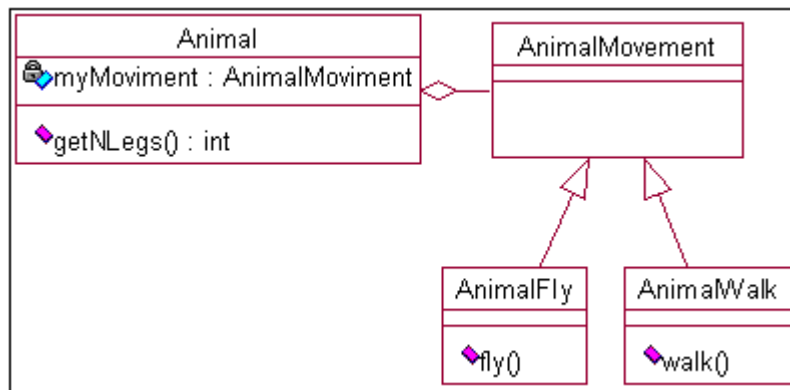 Animal
myMoviment : AnimalMoviment
getNLegs() : int
AnimalMovement
AnimalFly
fly()
AnimalWalk
walk()